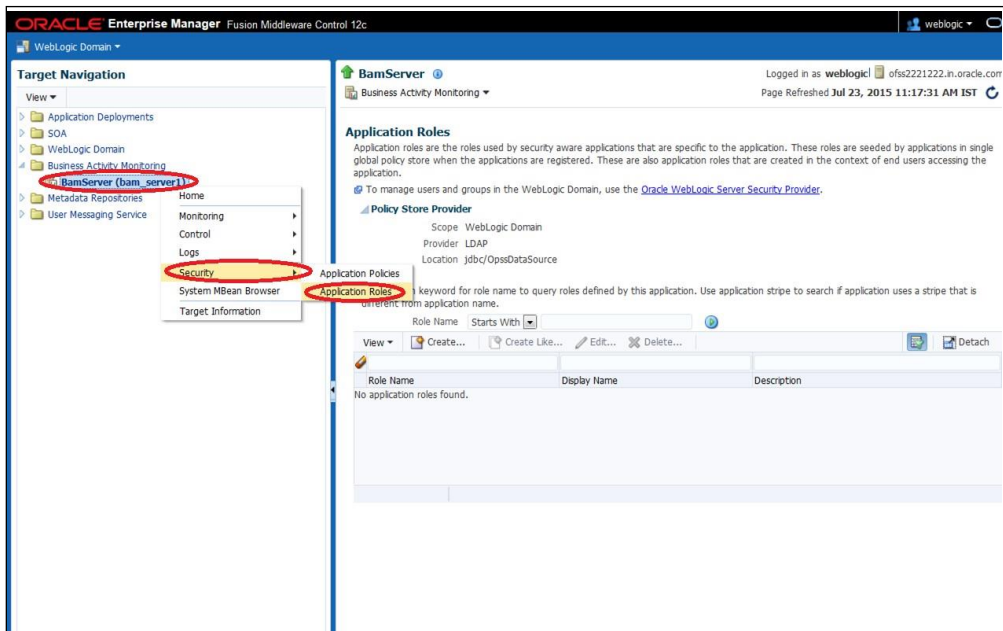 ORACLE Enterprise Manager Fusion Middleware Control 12c
weblogic
WebLogic Domain
Target Navigation
View
Application Deployments
SOA
WebLogic Domain
Business Activity Monitoring
BamServer (bam_server1)
Metadata Repositories
User Messaging Service
Home
Monitoring
Control
Logs
Security
System MBean Browser
Target Information
Application Policies
Application Roles
BamServer
Logged in as weblogic
ofss2221222.in.oracle.com
Business Activity Monitoring
Page Refreshed Jul 23, 2015 11:17:31 AM IST
Application Roles
Application roles are the roles used by security aware applications that are specific to the application. These roles are seeded by applications in single
global policy store when the applications are registered. These are also application roles that are created in the context of end users accessing the
application.
To manage users and groups in the WebLogic Domain, use the Oracle WebLogic Server Security Provider.
Policy Store Provider
Scope WebLogic Domain
Provider LDAP
Location jdbc/OpssDataSource
keyword for role name to query roles defined by this application. Use application stripe to search if application uses a stripe that is
different from application name.
Role Name Starts With
View Create... Create Like... Edit... Delete... Detach
Role Name Display Name Description
No application roles found.